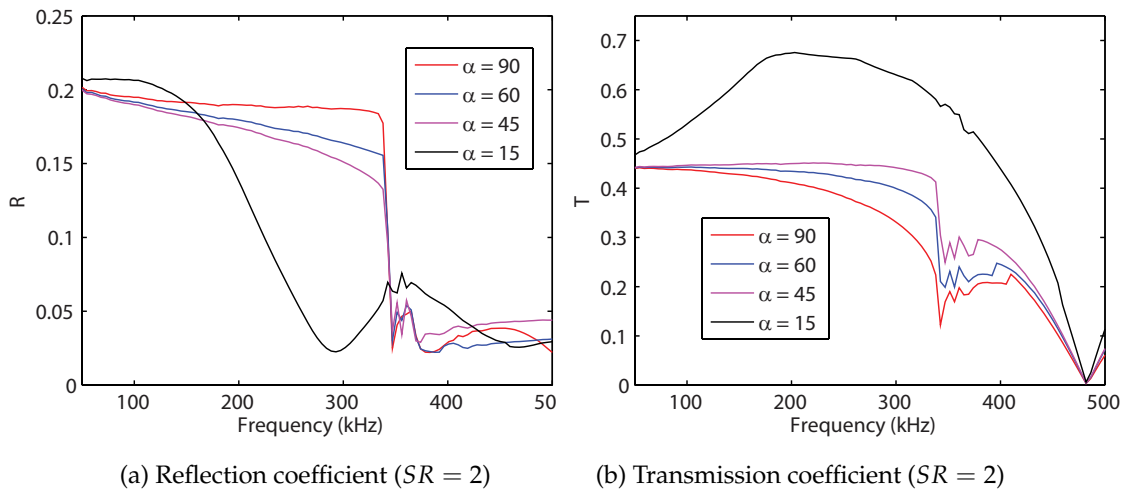 0.25
0.2
0.15
0.1
0.05
0
R
100 200 300 400 50
Frequency (kHz)
α = 90
α = 60
α = 45
α = 15
(a) Reflection coefficient (SR = 2)
0.7
0.6
0.5
0.4
0.3
0.2
0.1
0
T
100 200 300 400 500
Frequency (kHz)
α = 90
α = 60
α = 45
α = 15
(b) Transmission coefficient (SR = 2)